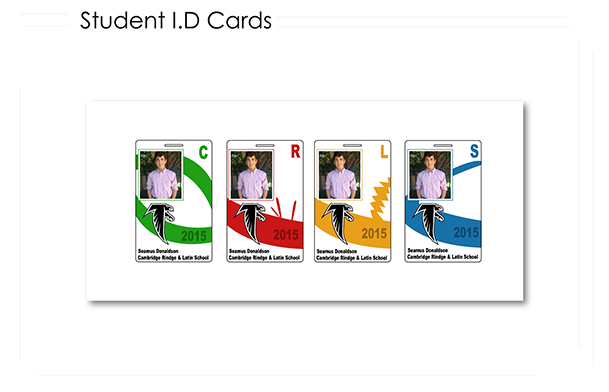 Student I.D Cards
C
2015
Seamus Donaldson
Cambridge Rindge & Latin School
R
2015
Seamus Donaldson
Cambridge Rindge & Latin School
L
2015
Seamus Donaldson
Cambridge Rindge & Latin School
S
2015
Seamus Donaldson
Cambridge Rindge & Latin School